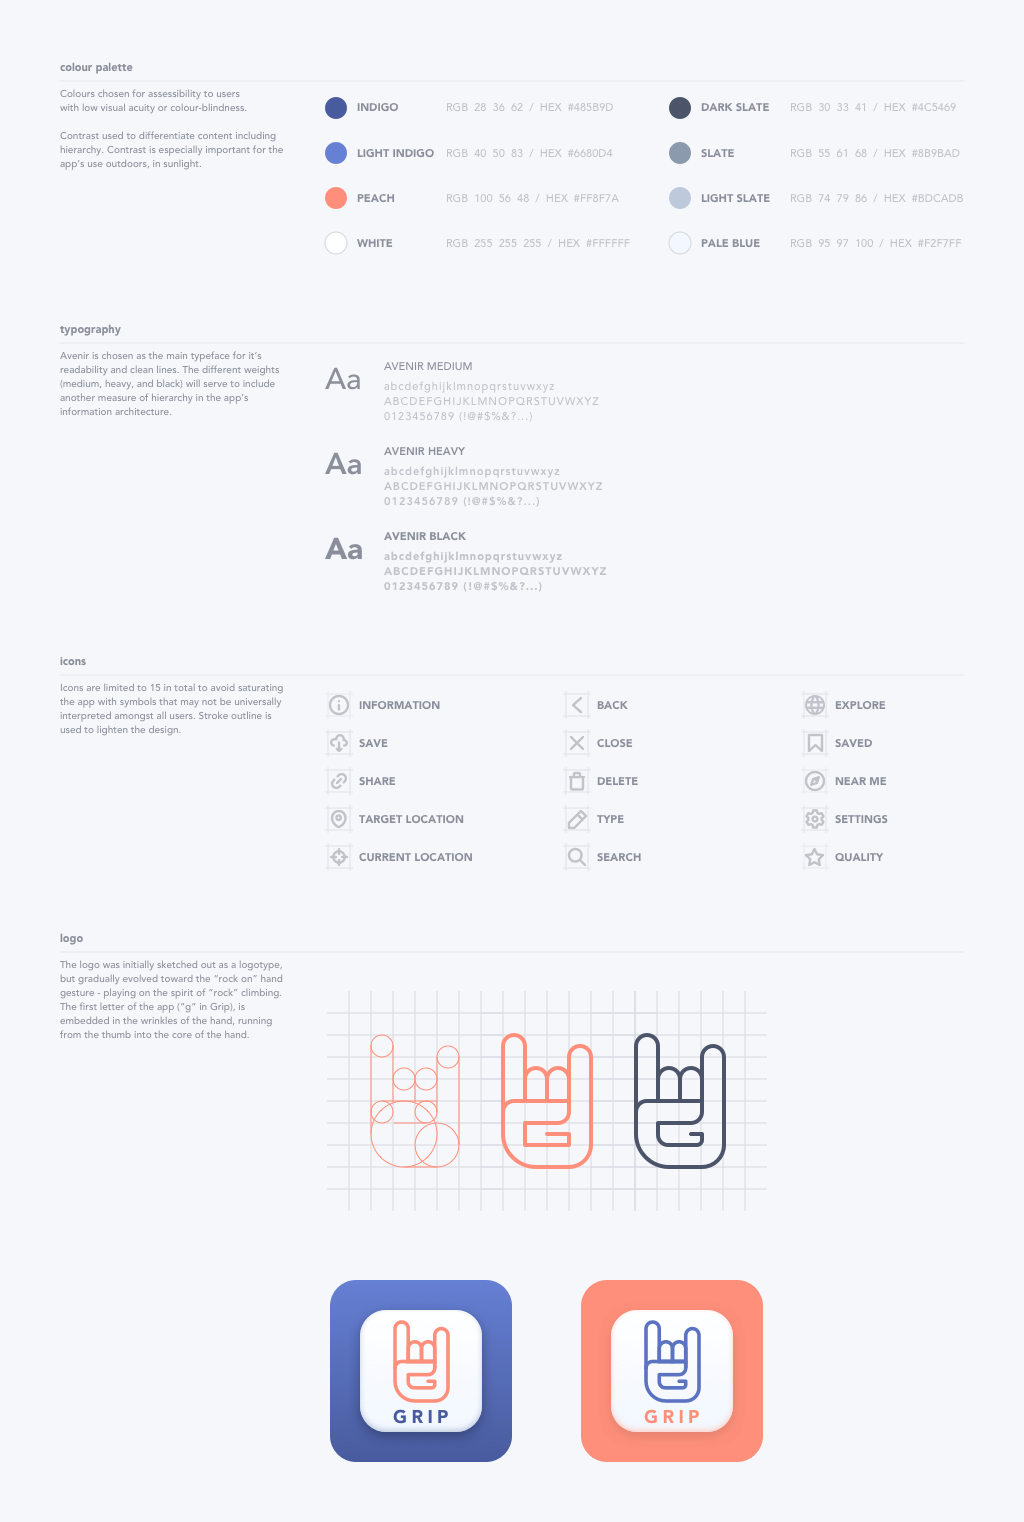 colour palette
Colours chosen for assessibility to users
with low visual acuity or colour-blindness.
Contrast used to differentiate content including
hierarchy. Contrast is especially important for the
app's use outdoors, in sunlight.
INDIGO RGB 28 36 62 / HEX #485B9D
LIGHT INDIGO RGB 40 50 83 / HEX #6680D4
PEACH RGB 100 56 48 / HEX #FF8F7A
WHITE RGB 255 255 255 / HEX #FFFFFF
DARK SLATE RGB 30 33 41 / HEX #4C5469
SLATE RGB 55 61 68 / HEX #8B9BAD
LIGHT SLATE RGB 74 79 86 / HEX #BDCADB
PALE BLUE RGB 95 97 100 / HEX #F2F7FF
typography
Avenir is chosen as the main typeface for it's
readability and clean lines. The different weights
(medium, heavy, and black) will serve to include
another measure of hierarchy in the app's
information architecture.
Aa
AVENIR MEDIUM
abcdefghijklmnopqrstuvwxyz
ABCDEFGHIJKLMNOPQRSTUVWXYZ
0123456789 (!@#$%&?...)
Aa
AVENIR HEAVY
abcdefghijklmnopqrstuvwxyz
ABCDEFGHIJKLMNOPQRSTUVWXYZ
0123456789 (!@#$%&?...)
Aa
AVENIR BLACK
abcdefghijklmnopqrstuvwxyz
ABCDEFGHIJKLMNOPQRSTUVWXYZ
0123456789 (!@#$%&?...)
icons
Icons are limited to 15 in total to avoid saturating
the app with symbols that may not be universally
interpreted amongst all users. Stroke outline is
used to lighten the design.
INFORMATION
SAVE
SHARE
TARGET LOCATION
CURRENT LOCATION
BACK
CLOSE
DELETE
TYPE
SEARCH
EXPLORE
SAVED
NEAR ME
SETTINGS
QUALITY
logo
The logo was initially sketched out as a logotype,
but gradually evolved toward the “rock on” hand
gesture - playing on the spirit of “rock” climbing.
The first letter of the app (“g” in Grip), is
embedded in the wrinkles of the hand, running
from the thumb into the core of the hand.
GRIP
GRIP